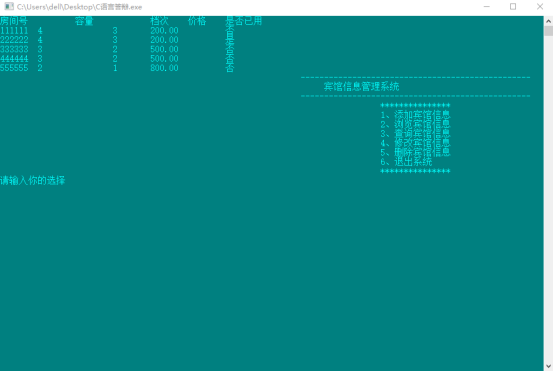 C:\Users\dell\Desktop\C语言答辩.exe
房间号 容量 档次 价格 是否已用
111111 4 3 200.00 否
222222 4 3 200.00 是
333333 3 2 500.00 否
444444 3 2 500.00 否
555555 2 1 800.00 否
宾馆信息管理系统
***************
1、添加宾馆信息
2、浏览宾馆信息
3、查询宾馆信息
4、修改宾馆信息
5、删除宾馆信息
6、退出系统
***************
请输入你的选择